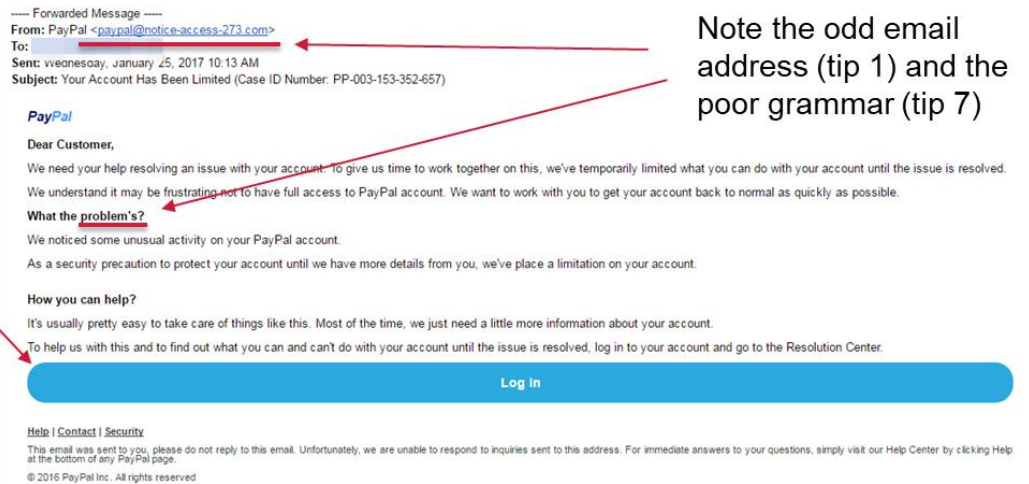 ----- Forwarded Message -----
From: PayPal <paypal@notice-access-273.com>
To:
Sent: Wednesday, January 25, 2017 10:13 AM
Subject: Your Account Has Been Limited (Case ID Number: PP-003-153-352-657)
Note the odd email
address (tip 1) and the
poor grammar (tip 7)
PayPal
Dear Customer,
We need your help resolving an issue with your account. To give us time to work together on this, we've temporarily limited what you can do with your account until the issue is resolved.
We understand it may be frustrating not to have full access to PayPal account. We want to work with you to get your account back to normal as quickly as possible.
What the problem's?
We noticed some unusual activity on your PayPal account.
As a security precaution to protect your account until we have more details from you, we've place a limitation on your account.
How you can help?
It's usually pretty easy to take care of things like this. Most of the time, we just need a little more information about your account.
To help us with this and to find out what you can and can't do with your account until the issue is resolved, log in to your account and go to the Resolution Center.
Log In
Help | Contact | Security
This email was sent to you, please do not reply to this email. Unfortunately, we are unable to respond to inquiries sent to this address. For immediate answers to your questions, simply visit our Help Center by clicking Help
at the bottom of any PayPal page.
© 2016 PayPal Inc. All rights reserved